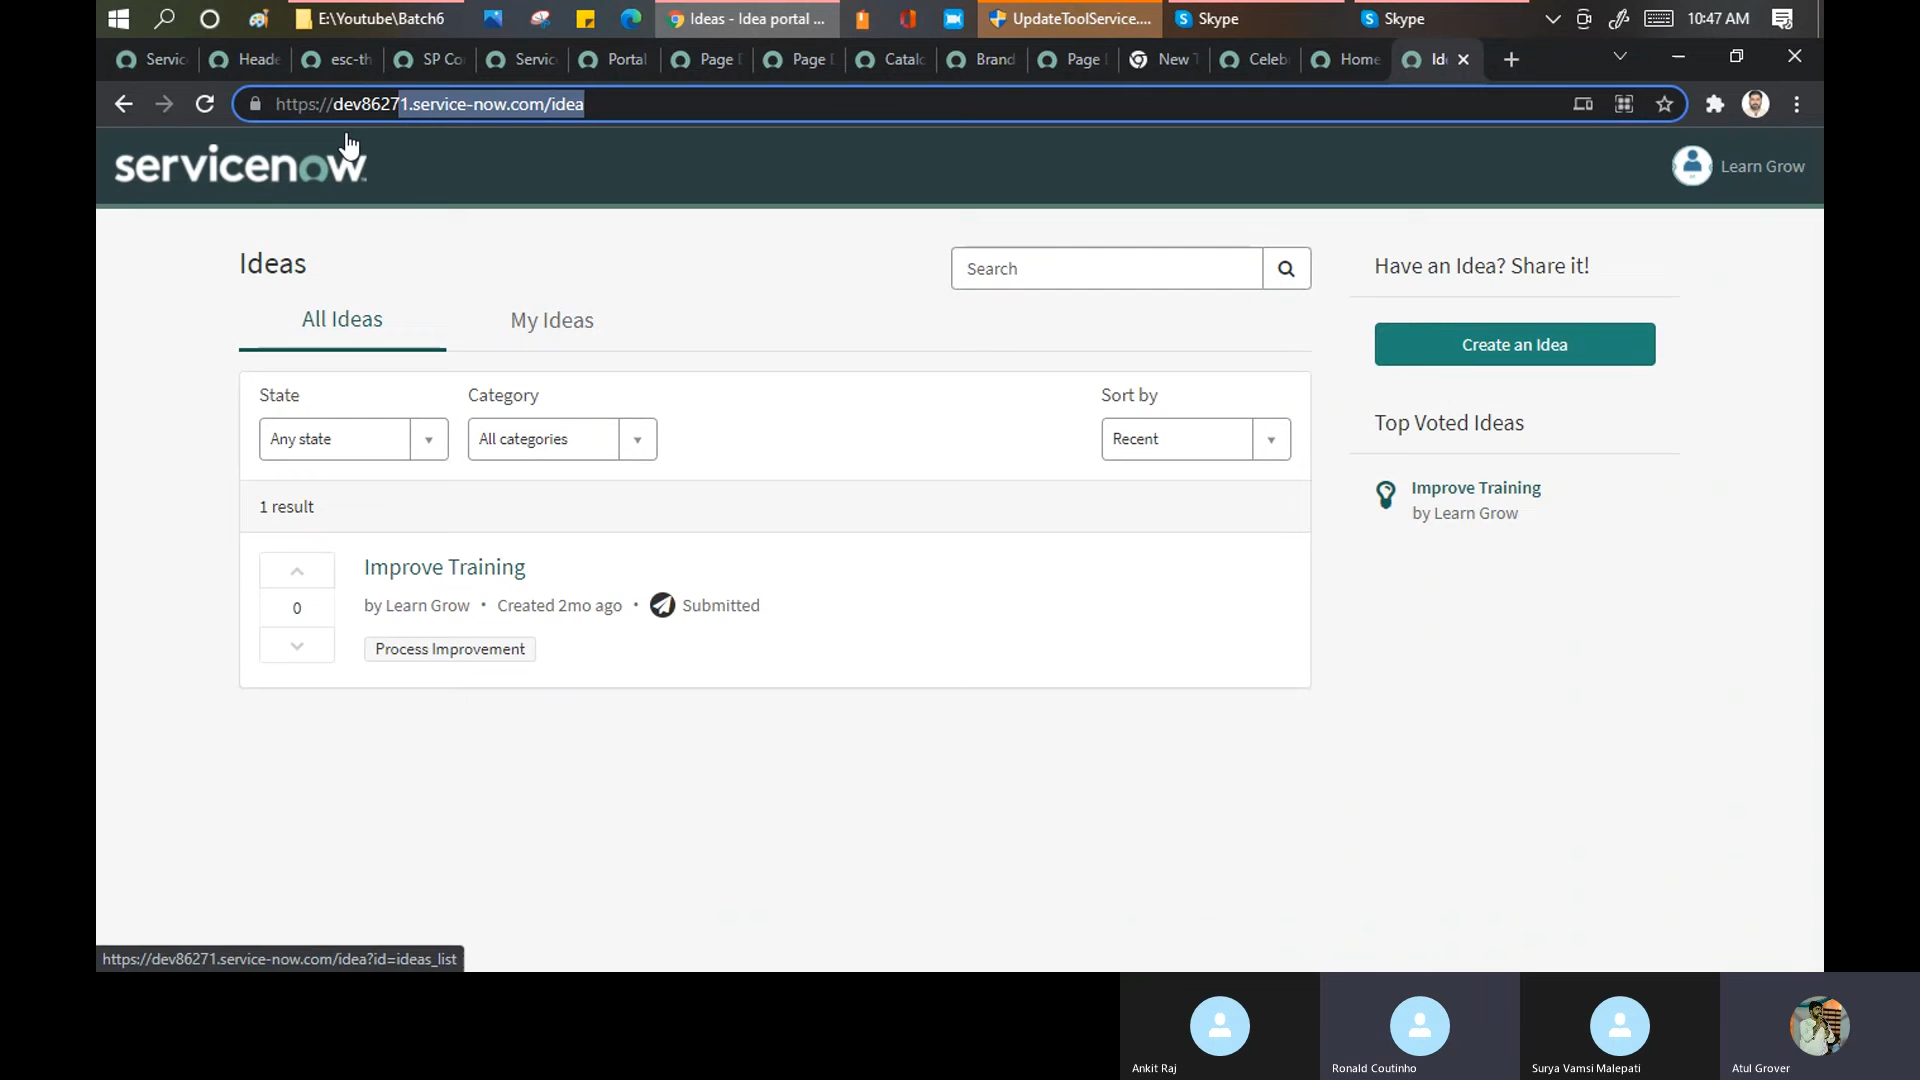 E:\Youtube\Batch6
Ideas - Idea portal ...
UpdateToolService....
Skype
Skype
10:47 AM
Servic
Heade
esc-th
SP Co
Servic
Portal
Page D
Page D
Catalo
Brand
Page
New T
Celeb
Home
Id
https://dev86271.service-now.com/idea
servicenow
Learn Grow
Ideas
Search
All Ideas
My Ideas
State
Category
Sort by
Any state
All categories
Recent
1 result
Improve Training
0
by Learn Grow • Created 2mo ago • Submitted
Process Improvement
Have an Idea? Share it!
Create an Idea
Top Voted Ideas
Improve Training
by Learn Grow
https://dev86271.service-now.com/idea?id=ideas_list
Ankit Raj
Ronald Coutinho
Surya Vamsi Malepati
Atul Grover